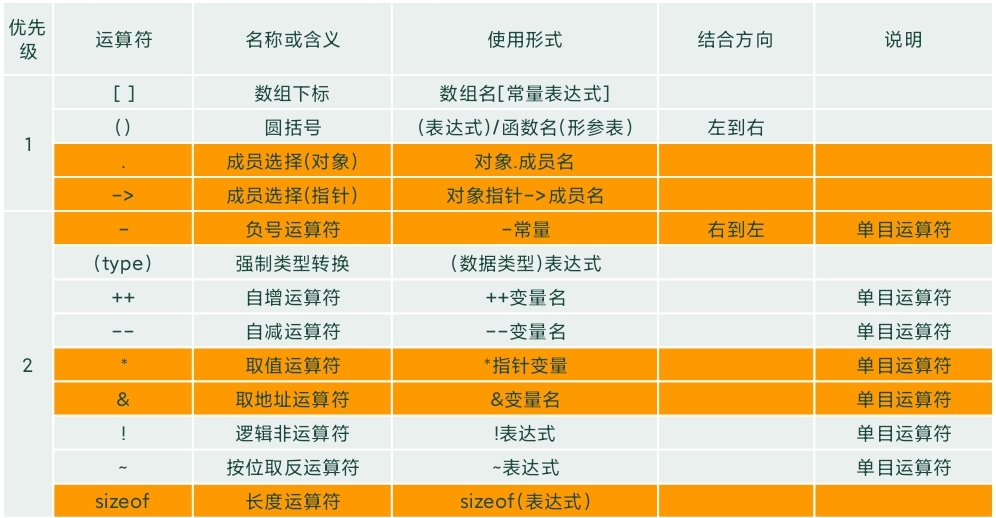 优先级 运算符 名称或含义 使用形式 结合方向 说明
1
[ ] 数组下标 数组名[常量表达式]
() 圆括号 (表达式)/函数名(形参表) 左到右
. 成员选择(对象) 对象.成员名
-> 成员选择(指针) 对象指针->成员名
2
- 负号运算符 -常量 右到左 单目运算符
(type) 强制类型转换 (数据类型)表达式
++ 自增运算符 ++变量名 单目运算符
-- 自减运算符 --变量名 单目运算符
* 取值运算符 *指针变量 单目运算符
& 取地址运算符 &变量名 单目运算符
! 逻辑非运算符 !表达式 单目运算符
~ 按位取反运算符 ~表达式 单目运算符
sizeof 长度运算符 sizeof(表达式)